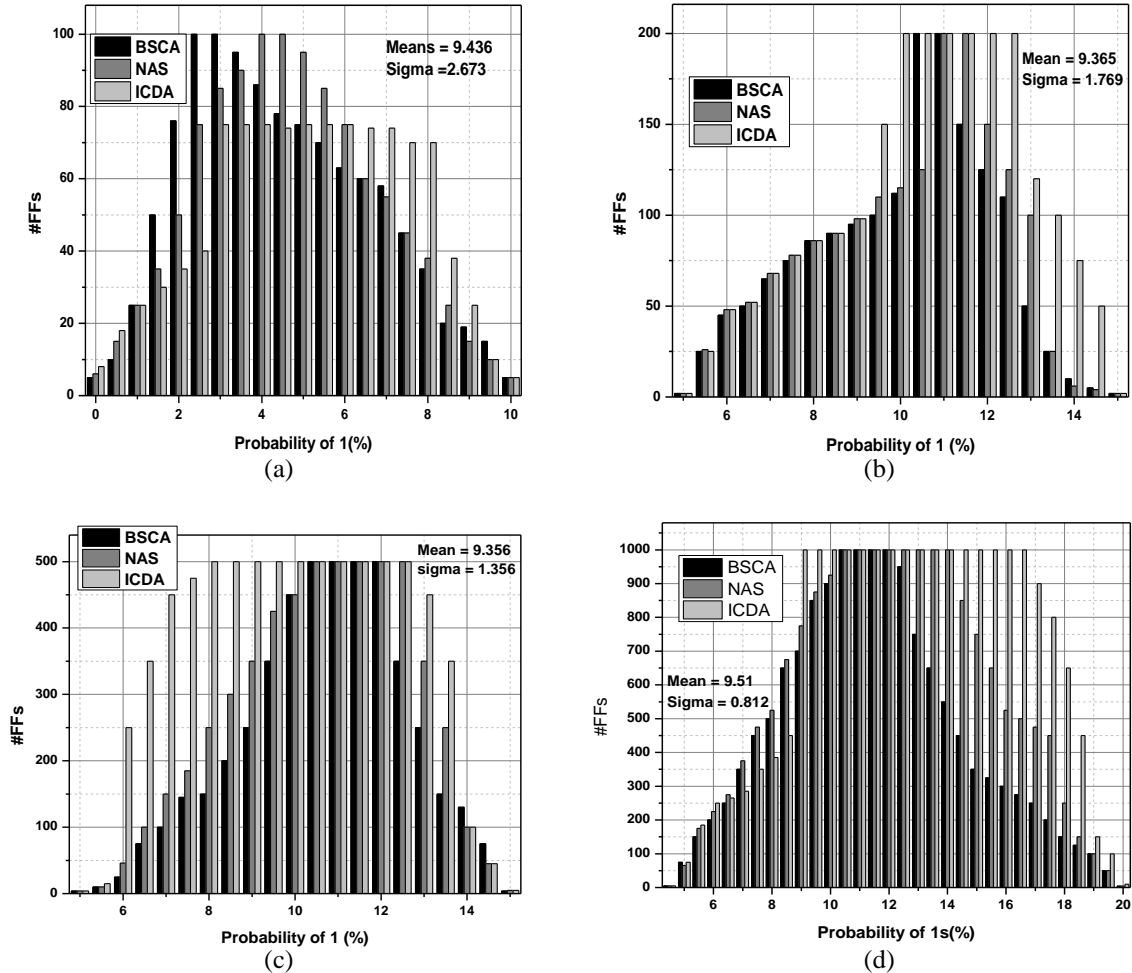 100
80
60
40
20
0
#FFs
BSCA
NAS
ICDA
Means = 9.436
Sigma =2.673
0 2 4 6 8 10
Probability of 1(%)
(a)
200
150
100
50
0
#FFs
BSCA
NAS
ICDA
Mean = 9.365
Sigma = 1.769
6 8 10 12 14
Probability of 1 (%)
(b)
500
400
300
200
100
0
#FFs
BSCA
NAS
ICDA
Mean = 9.356
sigma = 1.356
6 8 10 12 14
Probability of 1 (%)
(c)
1000
900
800
700
600
500
400
300
200
100
0
#FFs
BSCA
NAS
ICDA
Mean = 9.51
Sigma = 0.812
6 8 10 12 14 16 18 20
Probability of 1s(%)
(d)